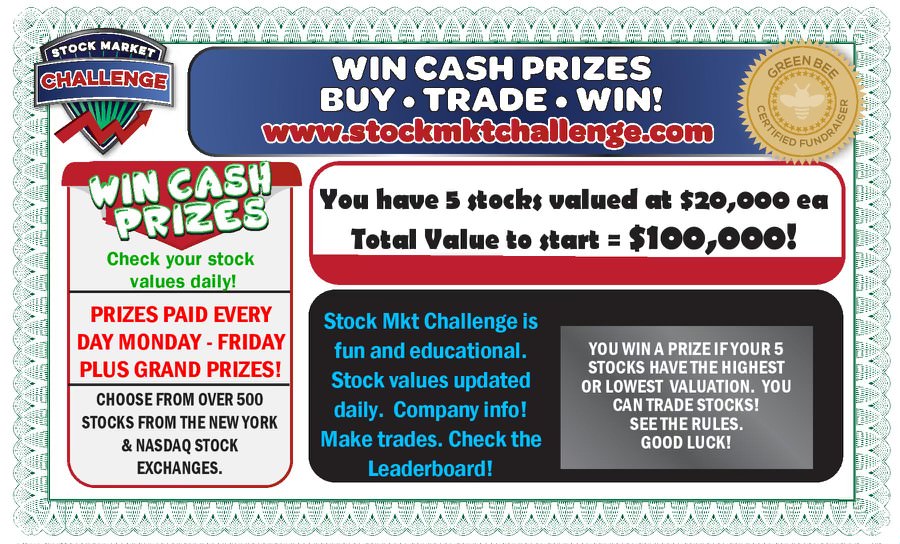 STOCK MARKET
CHALLENGE
WIN CASH PRIZES
BUY • TRADE • WIN!
www.stockmktchallenge.com
GREEN BEE
CERTIFIED FUNDRAISER
WIN CASH
PRIZES
Check your stock
values daily!
PRIZES PAID EVERY
DAY MONDAY - FRIDAY
PLUS GRAND PRIZES!
CHOOSE FROM OVER 500
STOCKS FROM THE NEW YORK
& NASDAQ STOCK
EXCHANGES.
You have 5 stocks valued at $20,000 ea
Total Value to start = $100,000!
Stock Mkt Challenge is
fun and educational.
Stock values updated
daily. Company info!
Make trades. Check the
Leaderboard!
YOU WIN A PRIZE IF YOUR 5
STOCKS HAVE THE HIGHEST
OR LOWEST VALUATION. YOU
CAN TRADE STOCKS!
SEE THE RULES.
GOOD LUCK!